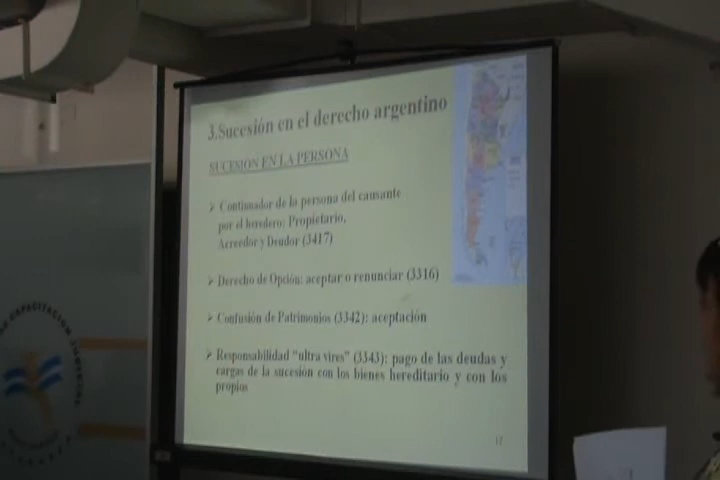 3.Sucesión en el derecho argentino
SUCESION EN LA PERSONA
➢ Continuador de la persona del causante
por el heredero: Propietario,
Acreedor y Deudor (3417)
➢ Derecho de Opción: aceptar o renunciar (3316)
➢ Confusión de Patrimonios (3342): aceptación
➢ Responsabilidad "ultra vires" (3343): pago de las deudas y
cargas de la sucesión con los bienes hereditario y con los
propios
CAPACITACION